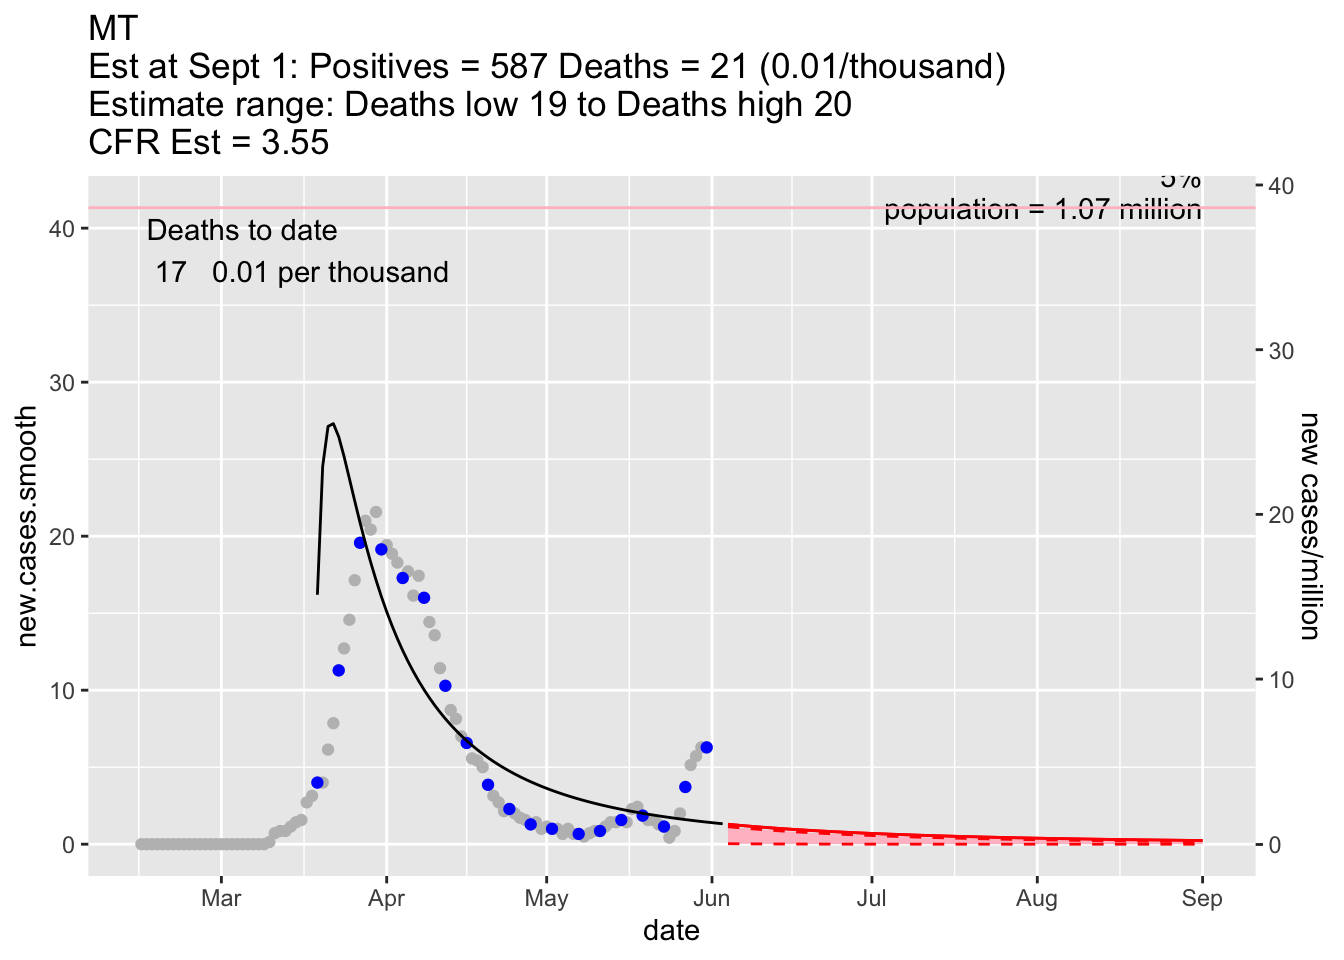 MT
Est at Sept 1: Positives = 587 Deaths = 21 (0.01/thousand)
Estimate range: Deaths low 19 to Deaths high 20
CFR Est = 3.55
5%
population = 1.07 million
Deaths to date
17 0.01 per thousand
new.cases.smooth
40
30
20
10
0
40
30
20
10
0
new cases/million
Mar
Apr
May
Jun
Jul
Aug
Sep
date